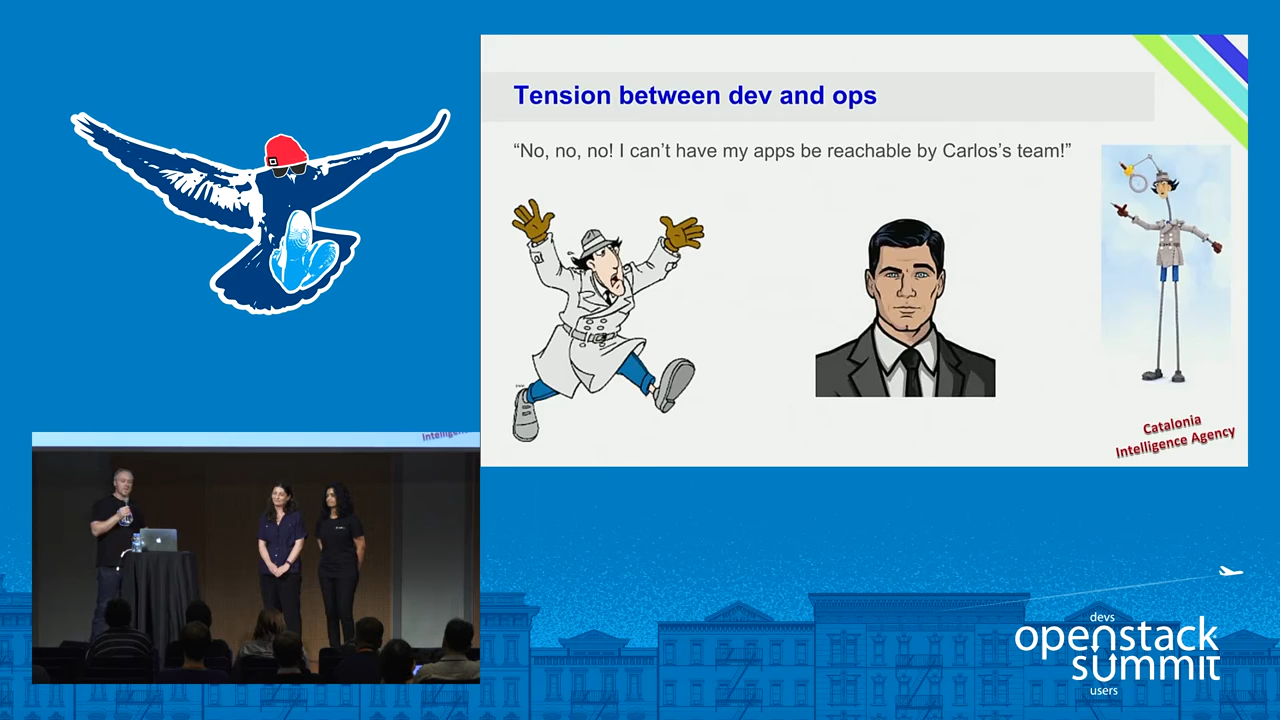 Tension between dev and ops
“No, no, no! I can’t have my apps be reachable by Carlos’s team!”
Catalonia
Intelligence Agency
devs
openstack
summit
users